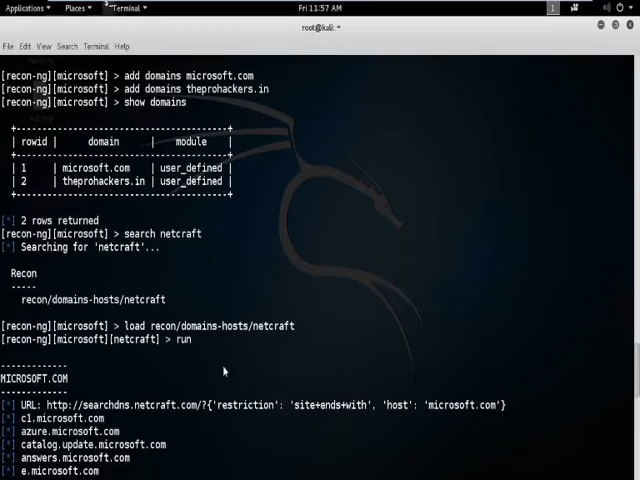 Applications Places Terminal Fri 11:57 AM 1
root@kali: ~
File Edit View Search Terminal Help
[recon-ng][microsoft] > add domains microsoft.com
[recon-ng][microsoft] > add domains theprohackers.in
[recon-ng][microsoft] > show domains
+---------------------------------------+
| rowid | domain | module |
+---------------------------------------+
| 1 | microsoft.com | user_defined |
| 2 | theprohackers.in | user_defined |
+---------------------------------------+
[*] 2 rows returned
[recon-ng][microsoft] > search netcraft
[*] Searching for 'netcraft'...
Recon
-----
recon/domains-hosts/netcraft
[recon-ng][microsoft] > load recon/domains-hosts/netcraft
[recon-ng][microsoft][netcraft] > run
-------------
MICROSOFT.COM
-------------
[*] URL: http://searchdns.netcraft.com/?{'restriction': 'site+ends+with', 'host': 'microsoft.com'}
[*] c1.microsoft.com
[*] azure.microsoft.com
[*] catalog.update.microsoft.com
[*] answers.microsoft.com
[*] e.microsoft.com